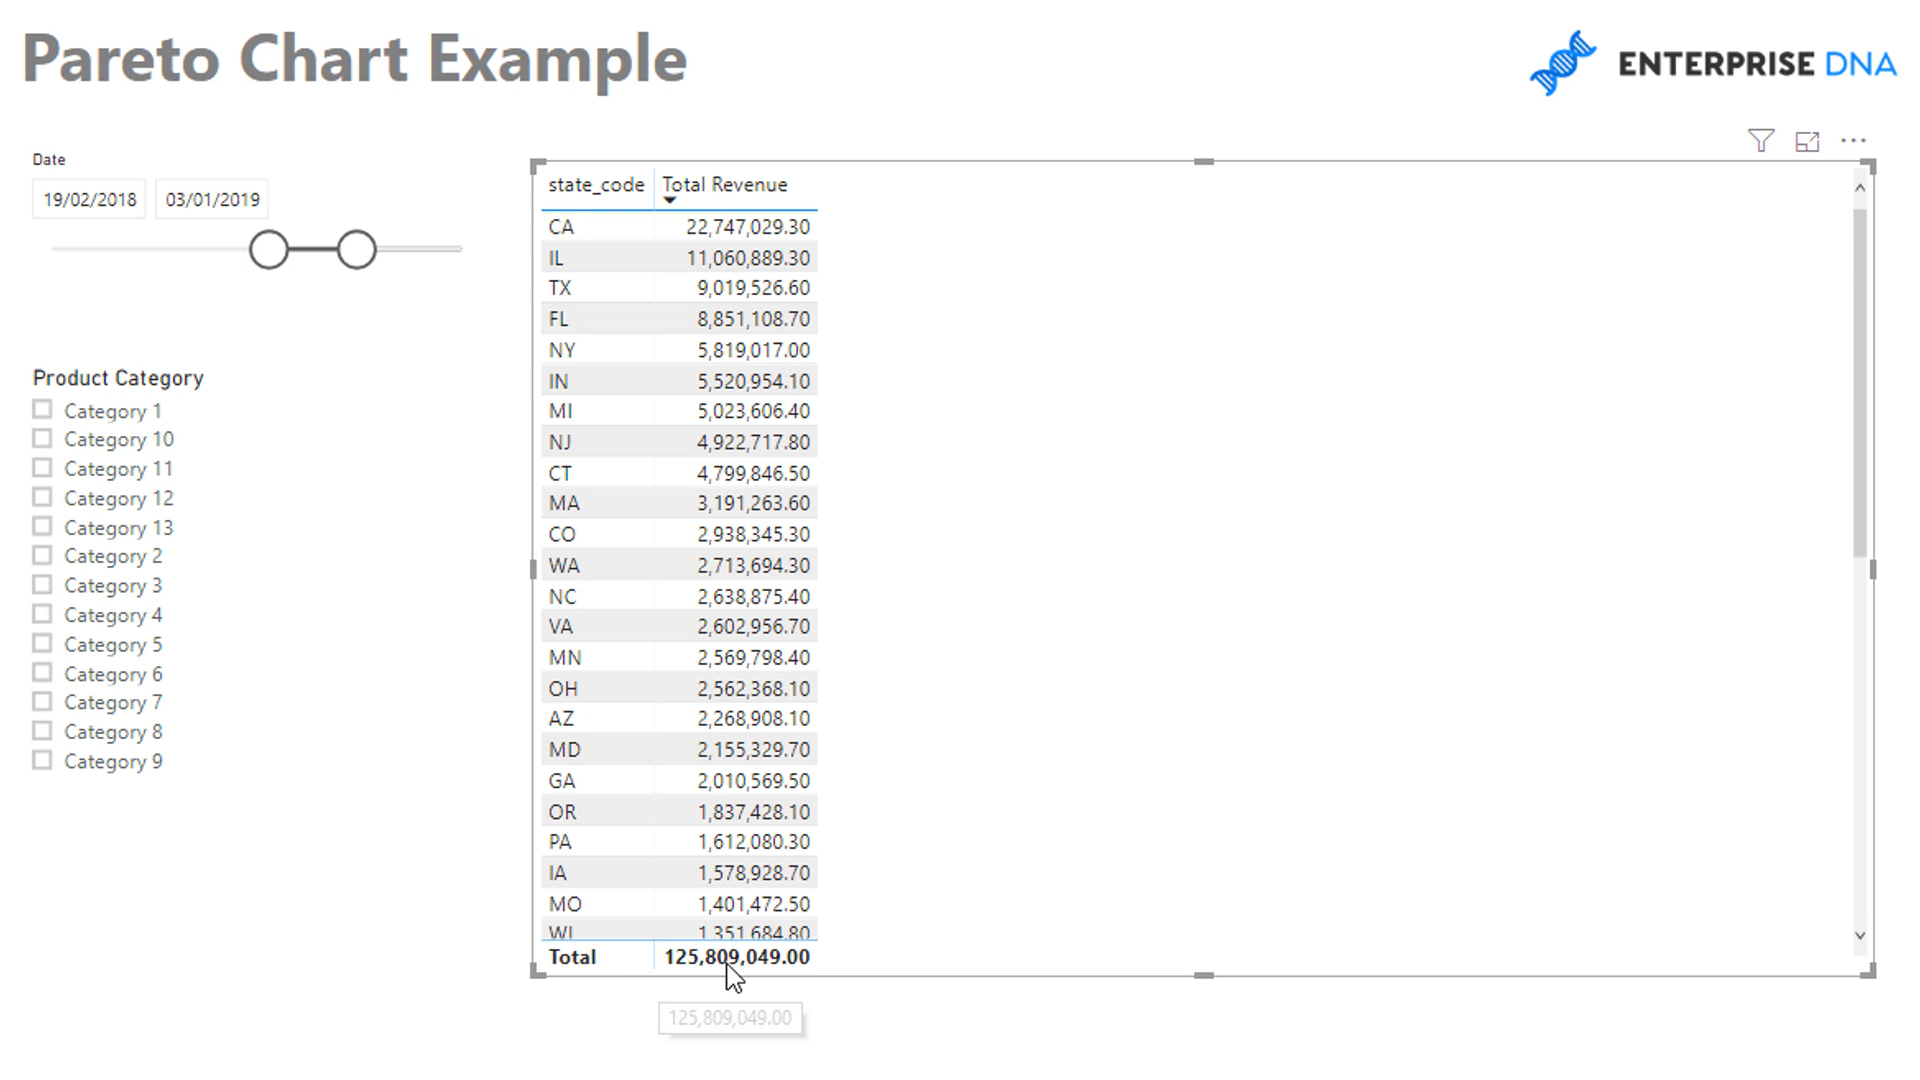 Pareto Chart Example
ENTERPRISE DNA
Date
19/02/2018 03/01/2019
Product Category
Category 1
Category 10
Category 11
Category 12
Category 13
Category 2
Category 3
Category 4
Category 5
Category 6
Category 7
Category 8
Category 9
state_code Total Revenue
CA 22,747,029.30
IL 11,060,889.30
TX 9,019,526.60
FL 8,851,108.70
NY 5,819,017.00
IN 5,520,954.10
MI 5,023,606.40
NJ 4,922,717.80
CT 4,799,846.50
MA 3,191,263.60
CO 2,938,345.30
WA 2,713,694.30
NC 2,638,875.40
VA 2,602,956.70
MN 2,569,798.40
OH 2,562,368.10
AZ 2,268,908.10
MD 2,155,329.70
GA 2,010,569.50
OR 1,837,428.10
PA 1,612,080.30
IA 1,578,928.70
MO 1,401,472.50
WI 1,351,684.80
Total 125,809,049.00
125,809,049.00